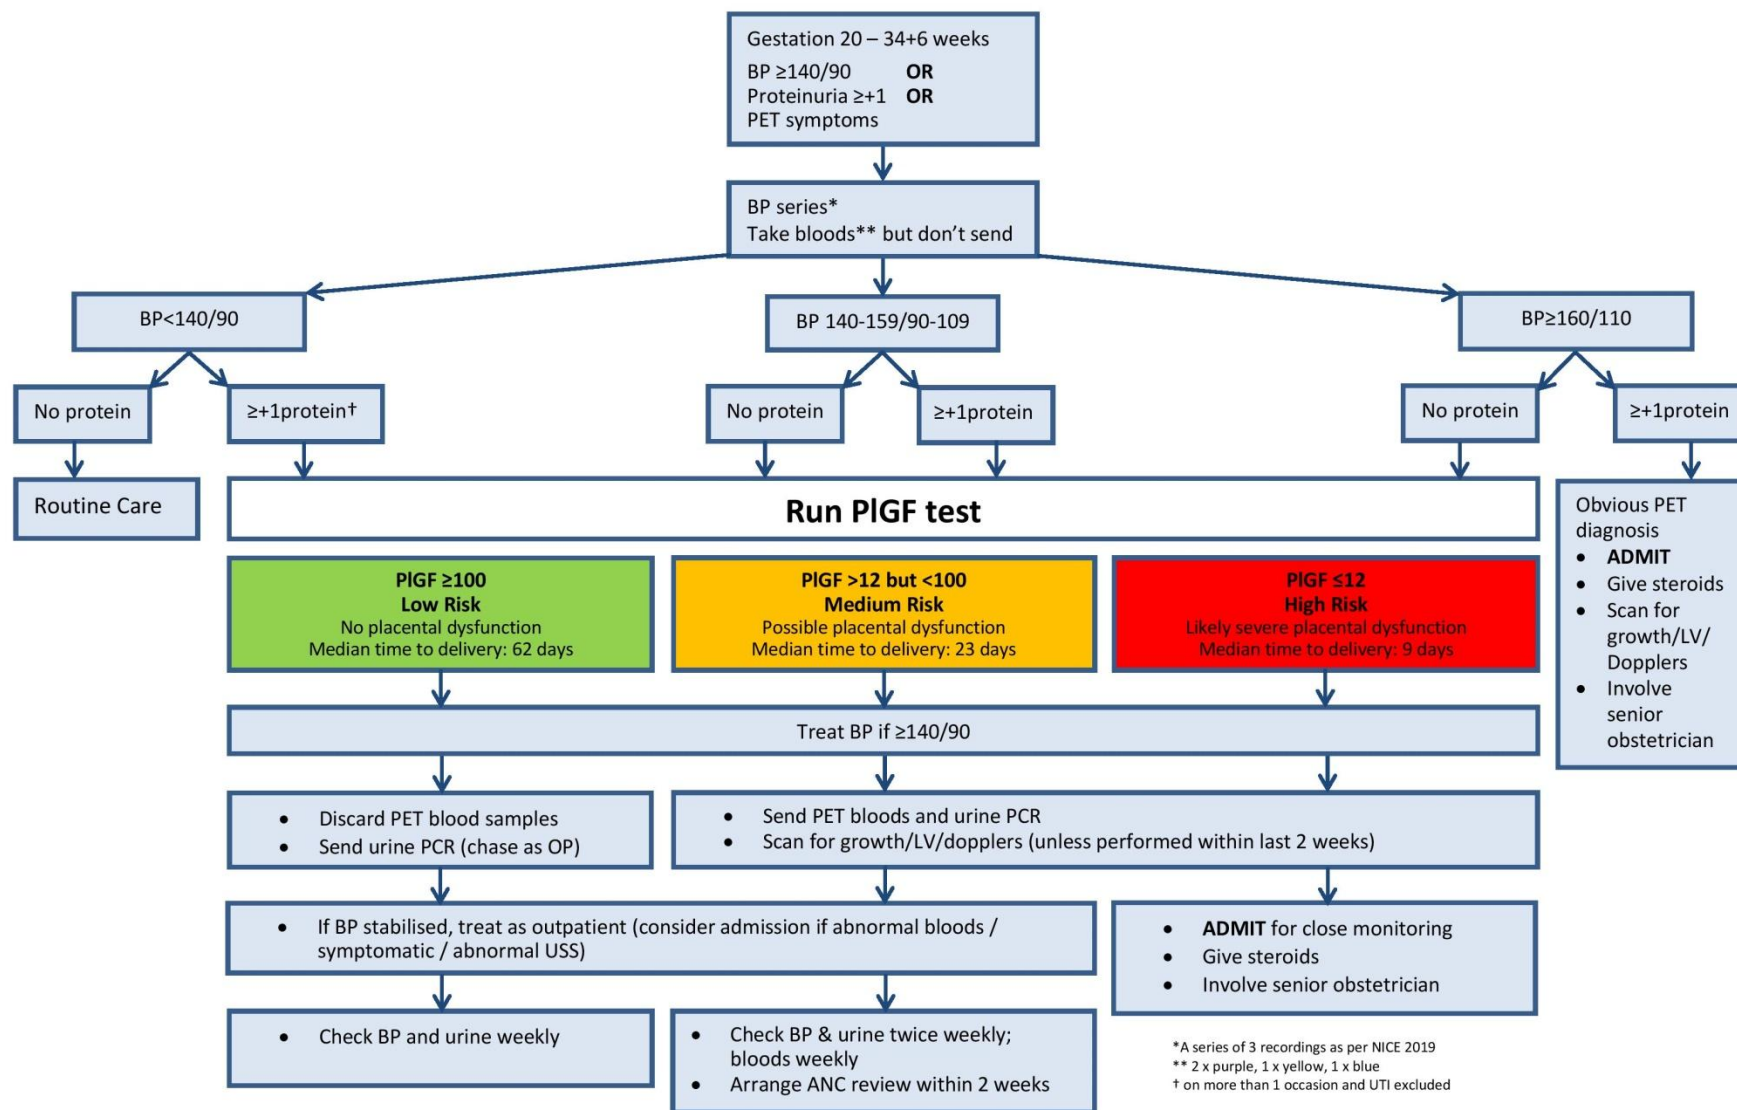 Gestation 20 – 34+6 weeks
BP ≥140/90 OR
Proteinuria ≥+1 OR
PET symptoms
BP series*
Take bloods** but don't send
BP<140/90
BP 140-159/90-109
BP≥160/110
No protein
≥+1protein†
No protein
≥+1protein
No protein
≥+1protein
Routine Care
Run PlGF test
Obvious PET
diagnosis
• ADMIT
• Give steroids
• Scan for
growth/LV/
Dopplers
• Involve
senior
obstetrician
PlGF ≥100
Low Risk
No placental dysfunction
Median time to delivery: 62 days
PlGF >12 but <100
Medium Risk
Possible placental dysfunction
Median time to delivery: 23 days
PlGF ≤12
High Risk
Likely severe placental dysfunction
Median time to delivery: 9 days
Treat BP if ≥140/90
• Discard PET blood samples
• Send urine PCR (chase as OP)
• Send PET bloods and urine PCR
• Scan for growth/LV/dopplers (unless performed within last 2 weeks)
• If BP stabilised, treat as outpatient (consider admission if abnormal bloods /
symptomatic / abnormal USS)
• ADMIT for close monitoring
• Give steroids
• Involve senior obstetrician
• Check BP and urine weekly
• Check BP & urine twice weekly;
bloods weekly
• Arrange ANC review within 2 weeks
*A series of 3 recordings as per NICE 2019
** 2 x purple, 1 x yellow, 1 x blue
† on more than 1 occasion and UTI excluded